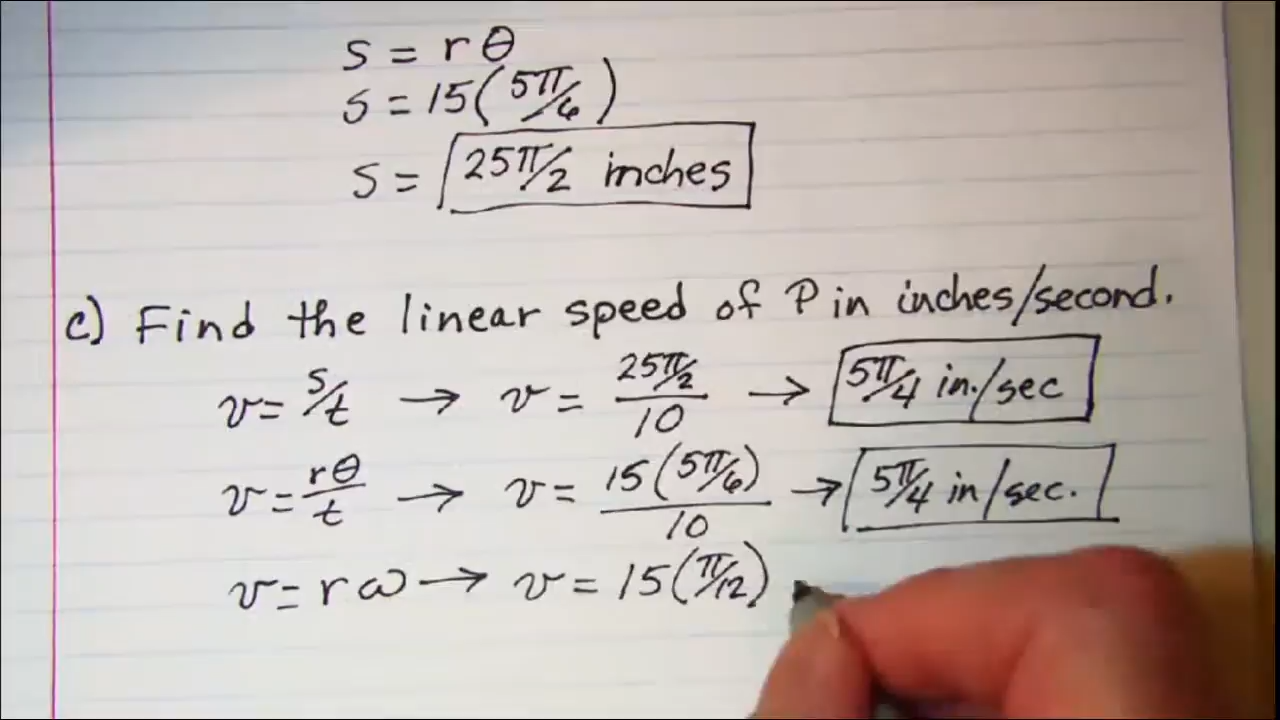 s = rθ
s = 15(5π/6)
s = 25π/2 inches
c) Find the linear speed of P in inches/second.
v = s/t → v = 25π/2 / 10 → 5π/4 in./sec
v = rθ/t → v = 15(5π/6) / 10 → 5π/4 in/sec.
v = rω → v = 15(π/12)